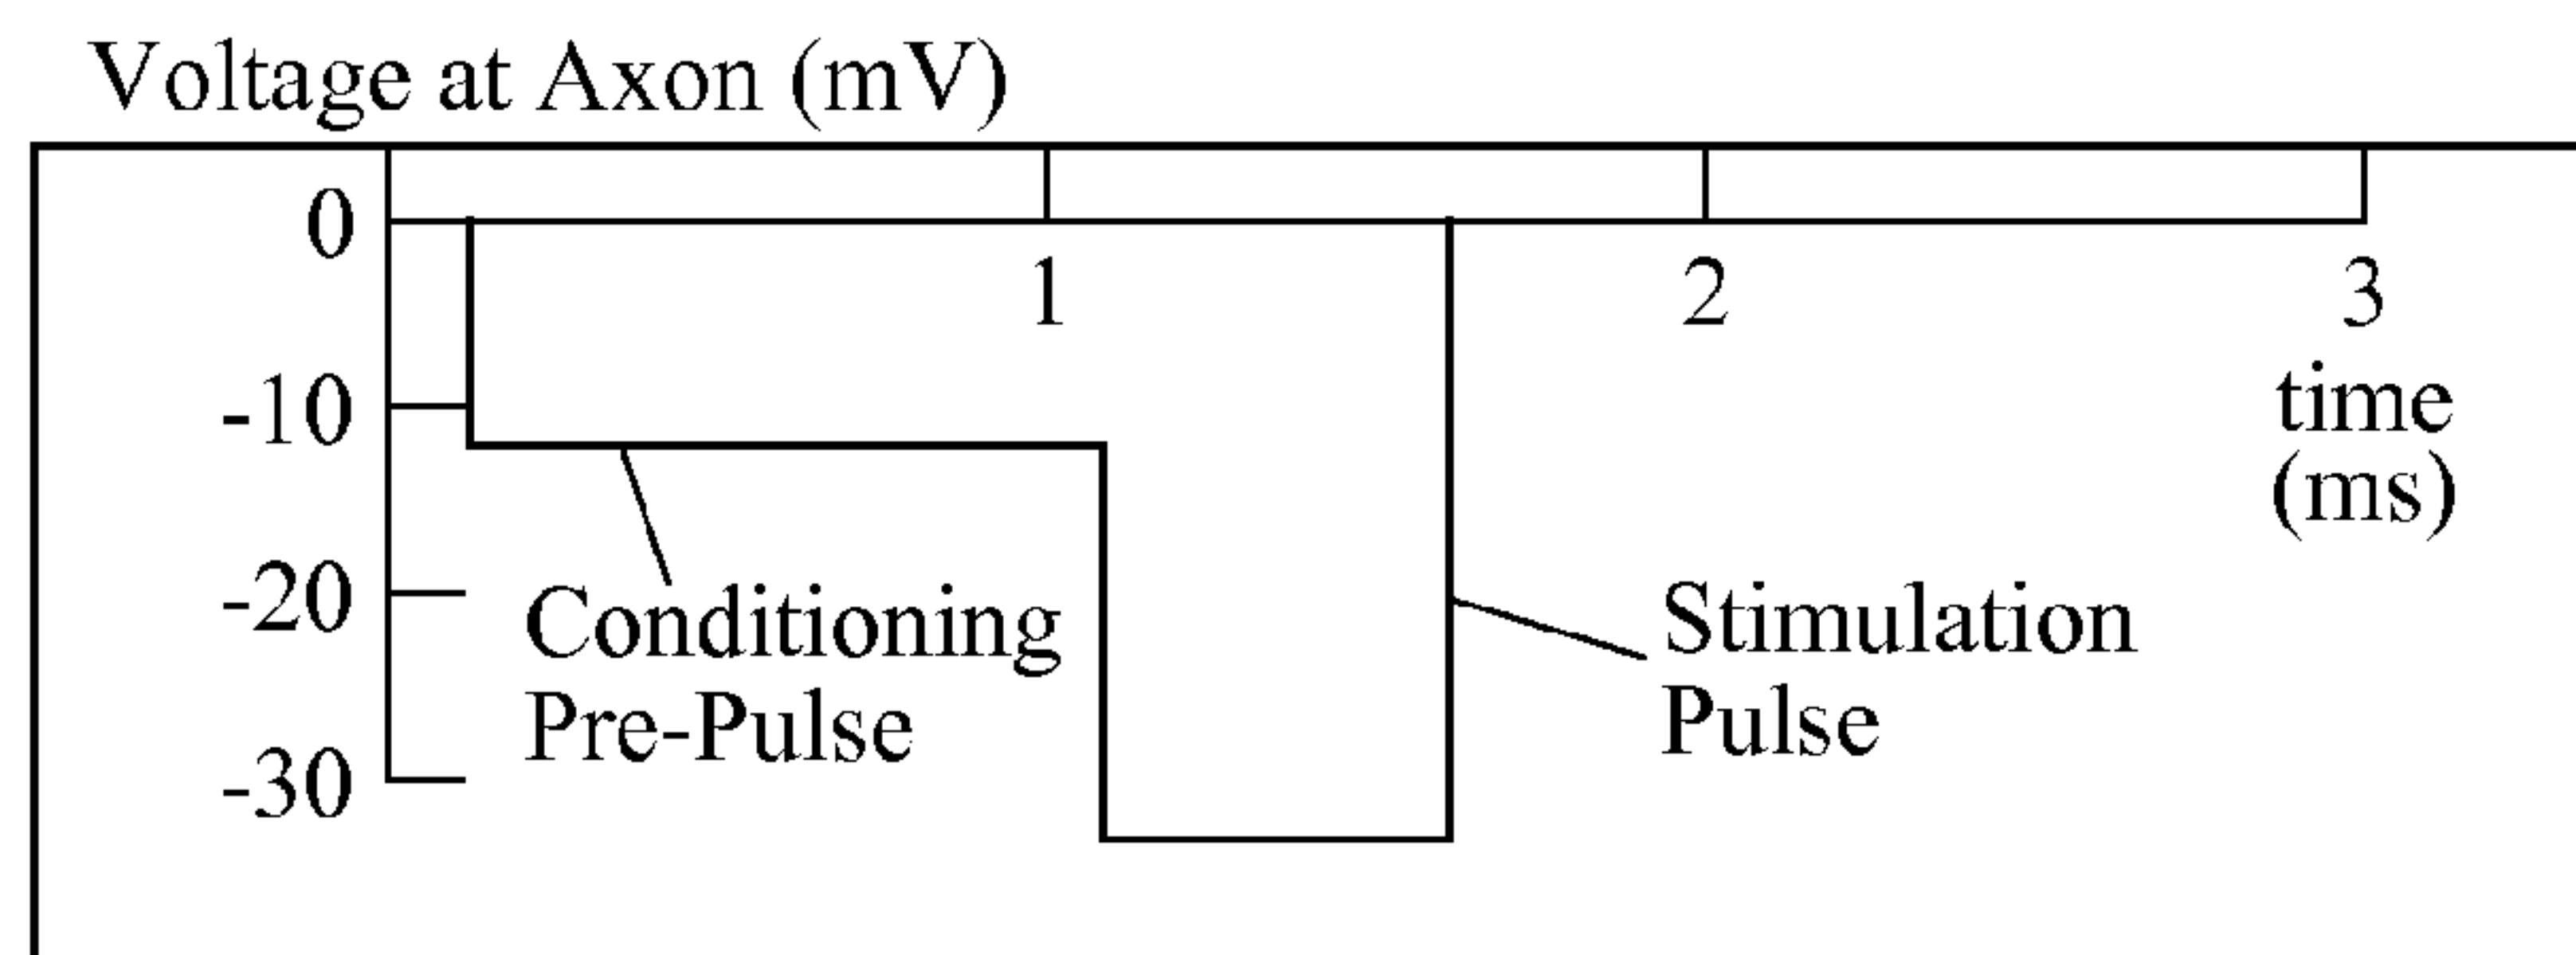 Voltage at Axon (mV)
0
1
2
3
-10
time
(ms)
-20
Conditioning
Pre-Pulse
Stimulation
Pulse
-30